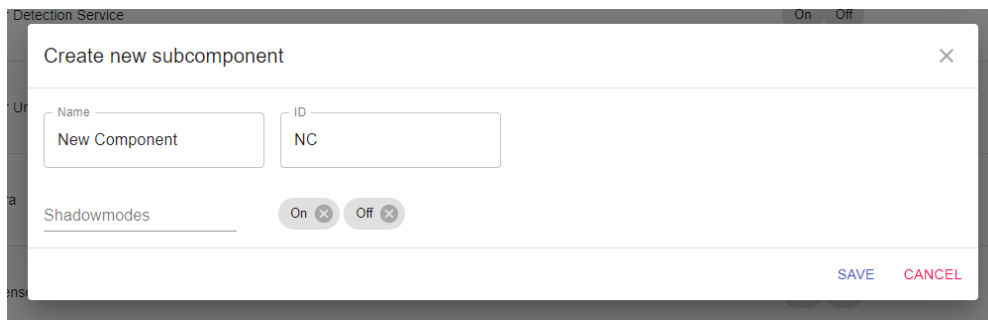 Detection Service
On Off
Create new subcomponent
Name
ID
New Component
NC
Shadowmodes
On
Off
SAVE
CANCEL